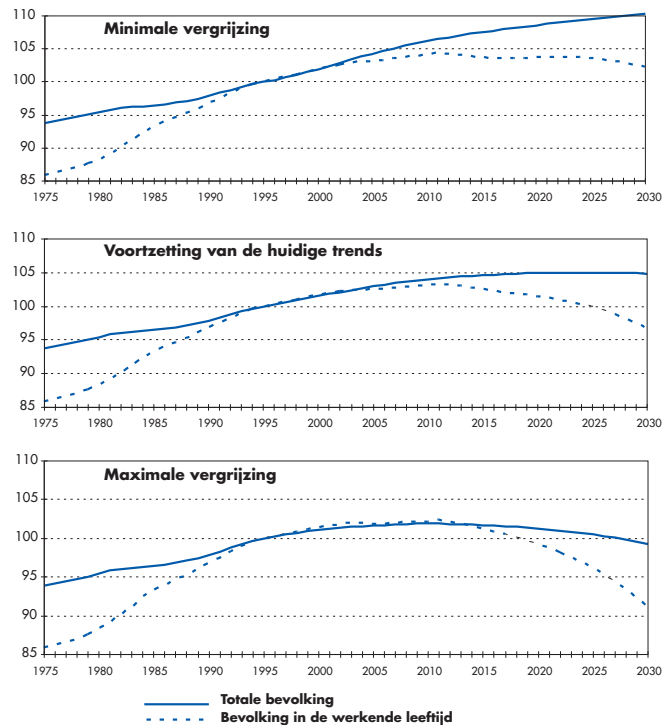 110
Minimale vergrijzing
105
100
95
90
85
1975 1980 1985 1990 1995 2000 2005 2010 2015 2020 2025 2030
110
Voortzetting van de huidige trends
105
100
95
90
85
1975 1980 1985 1990 1995 2000 2005 2010 2015 2020 2025 2030
110
Maximale vergrijzing
105
100
95
90
85
1975 1980 1985 1990 1995 2000 2005 2010 2015 2020 2025 2030
Totale bevolking
Bevolking in de werkende leeftijd